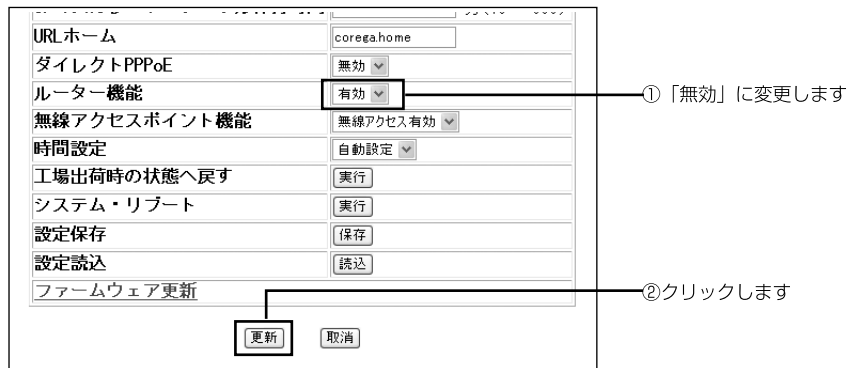 URLホーム corega.home
ダイレクトPPPoE 無効
ルーター機能 有効 ①「無効」に変更します
無線アクセスポイント機能 無線アクセス有効
時間設定 自動設定
工場出荷時の状態へ戻す 実行
システム・リブート 実行
設定保存 保存
設定読込 読込
ファームウェア更新 ②クリックします
更新 取消